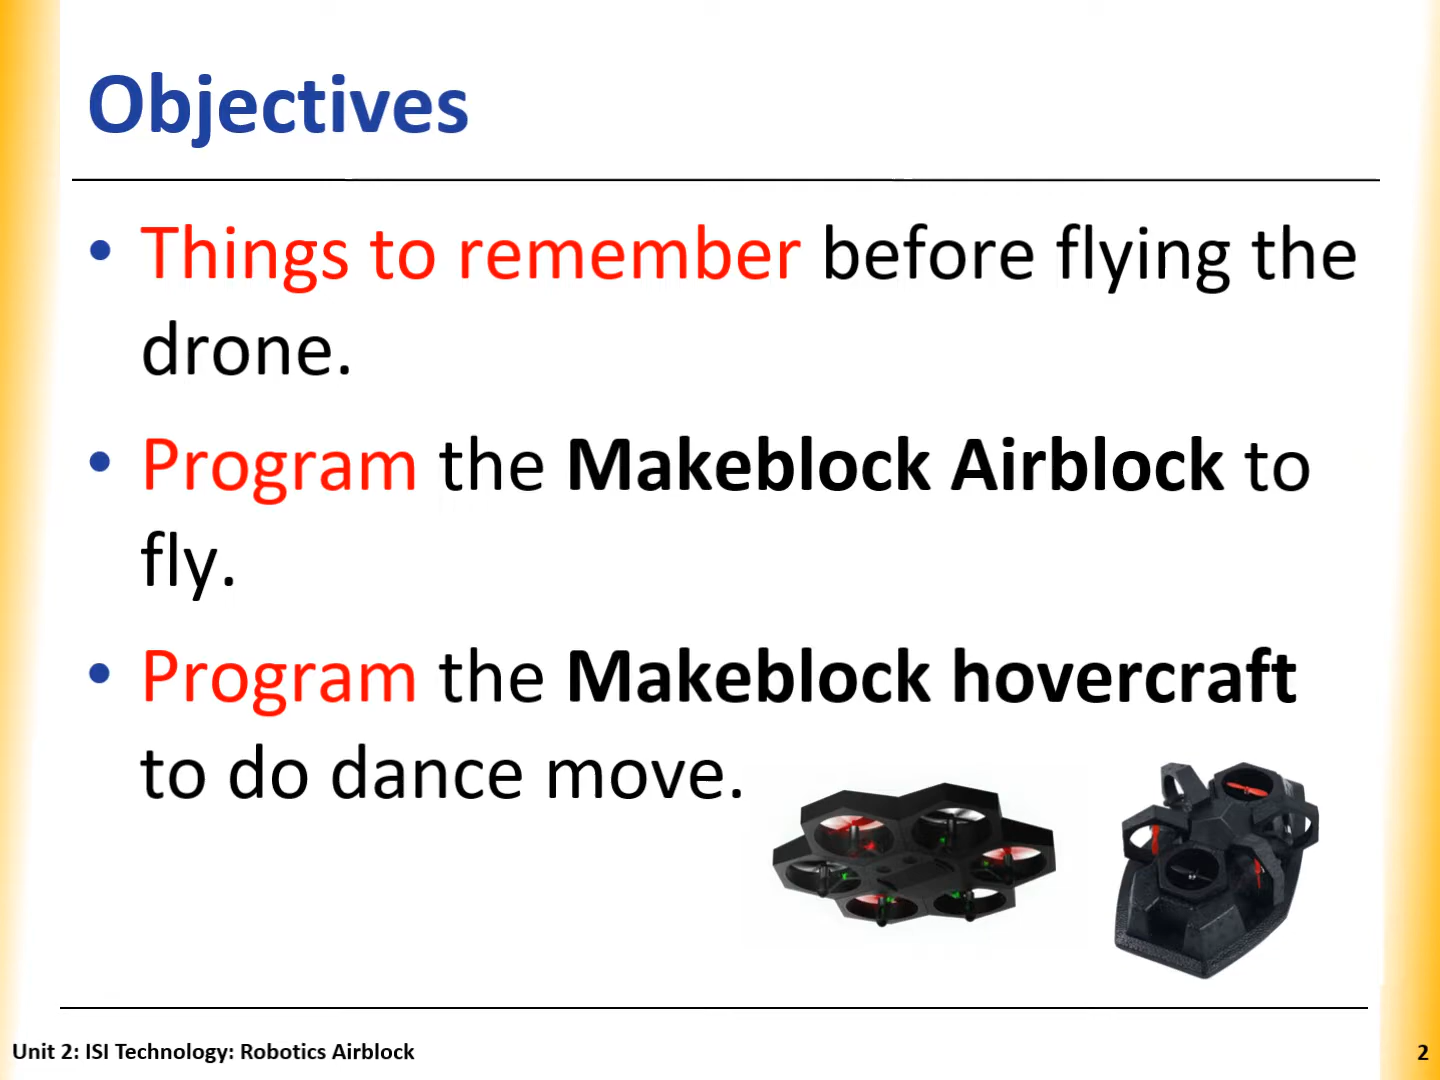 Objectives
• Things to remember before flying the
drone.
• Program the Makeblock Airblock to
fly.
• Program the Makeblock hovercraft
to do dance move.
Unit 2: ISI Technology: Robotics Airblock
2